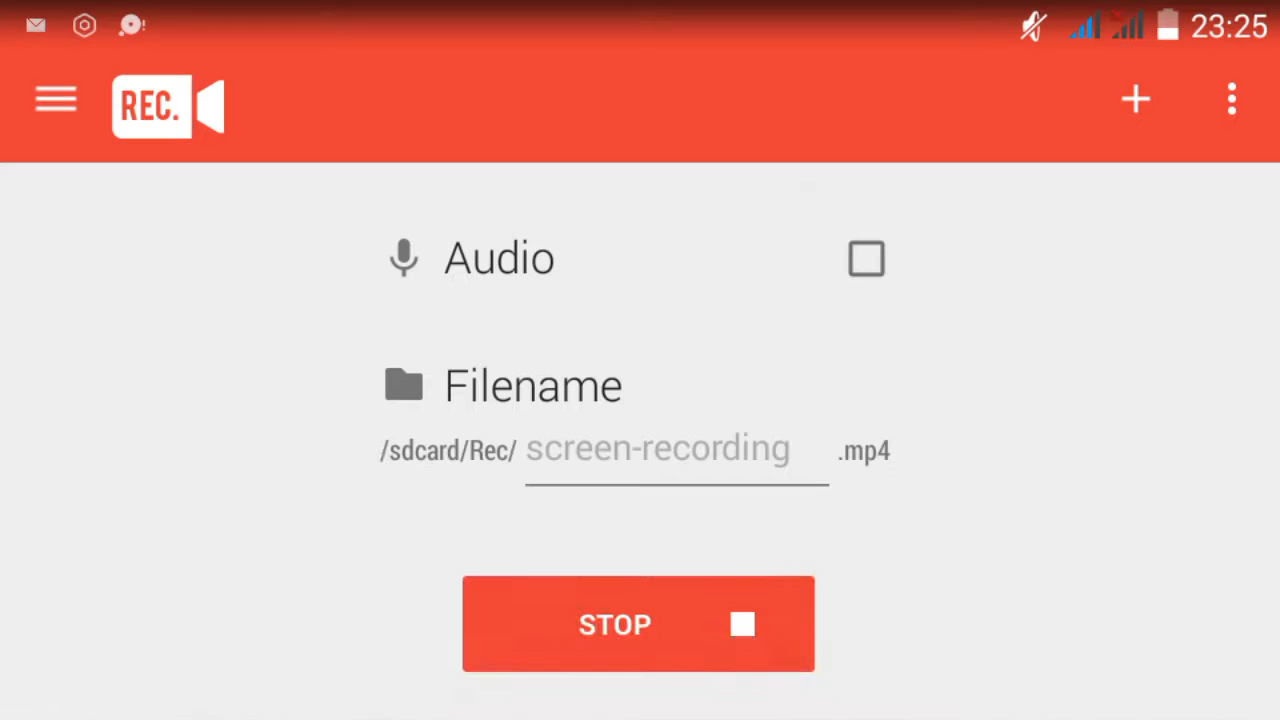 23:25
REC.
Audio
Filename
/sdcard/Rec/ screen-recording .mp4
STOP